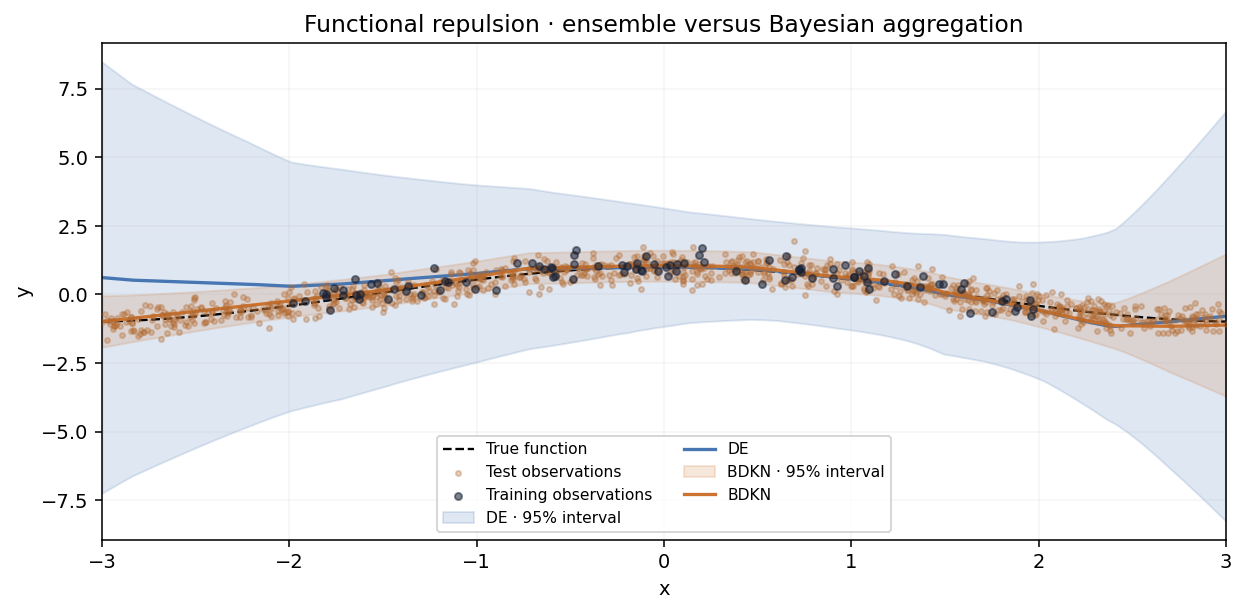 Functional repulsion · ensemble versus Bayesian aggregation
y
7.5
5.0
2.5
0.0
−2.5
−5.0
−7.5
True function
Test observations
Training observations
DE · 95% interval
DE
BDKN · 95% interval
BDKN
−3
−2
−1
0
1
2
3
x